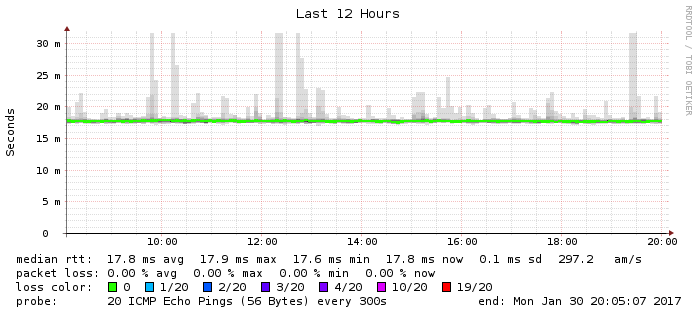 Last 12 Hours
RRDTOOL / TOBI OETIKER
Seconds
30 m
25 m
20 m
15 m
10 m
5 m
0
10:00 12:00 14:00 16:00 18:00 20:00
median rtt: 17.8 ms avg 17.9 ms max 17.6 ms min 17.8 ms now 0.1 ms sd 297.2 am/s
packet loss: 0.00 % avg 0.00 % max 0.00 % min 0.00 % now
loss color: 0 1/20 2/20 3/20 4/20 10/20 19/20
probe: 20 ICMP Echo Pings (56 Bytes) every 300s end: Mon Jan 30 20:05:07 2017